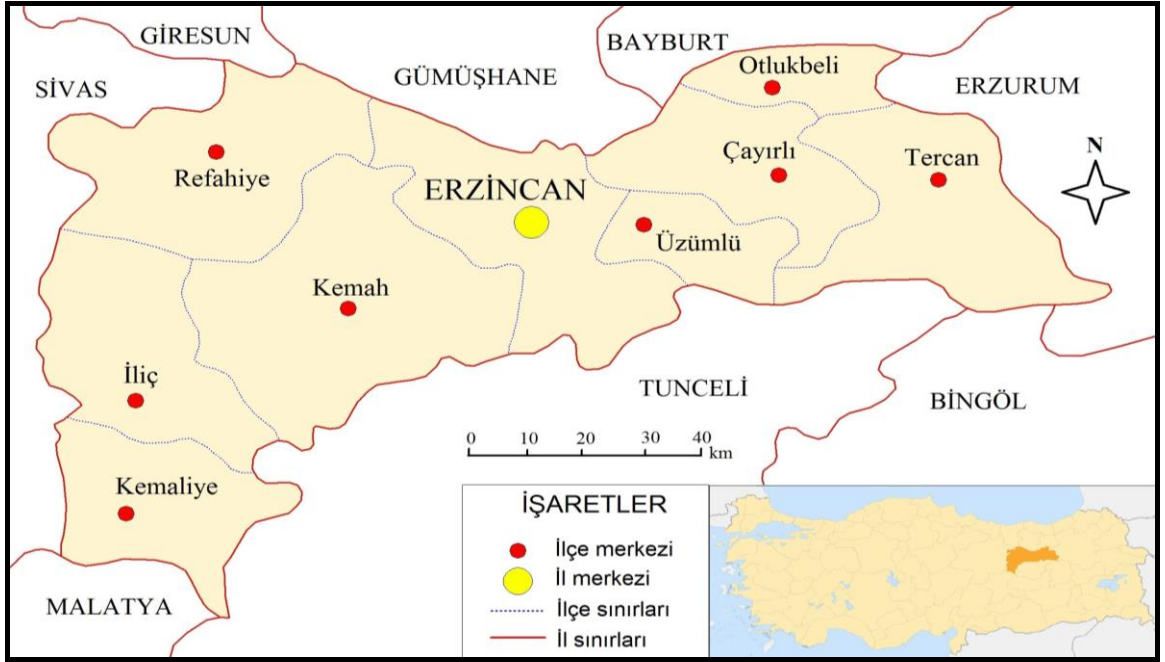 GİRESUN
BAYBURT
Otlukbeli
SİVAS
GÜMÜŞHANE
ERZURUM
Çayırlı
Tercan
N
Refahiye
ERZİNCAN
Üzümlü
Kemah
İliç
TUNCELİ
BİNGÖL
0 10 20 30 40
km
Kemaliye
MALATYA
İŞARETLER
İlçe merkezi
İl merkezi
İlçe sınırları
İl sınırları